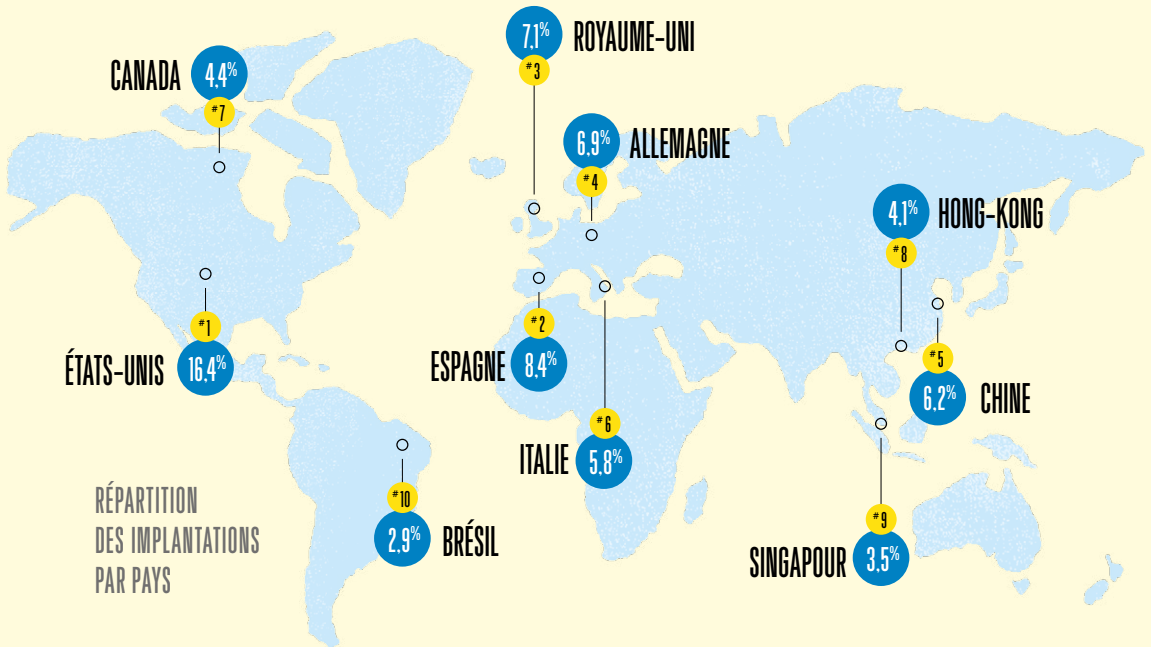 7,1%
ROYAUME-UNI
#3
CANADA
4,4%
#7
6,9%
ALLEMAGNE
#4
4,1%
HONG-KONG
#8
#1
ÉTATS-UNIS
16,4%
#2
ESPAGNE
8,4%
#5
6,2%
CHINE
#6
ITALIE
5,8%
#10
2,9%
BRÉSIL
#9
SINGAPOUR
3,5%
RÉPARTITION
DES IMPLANTATIONS
PAR PAYS